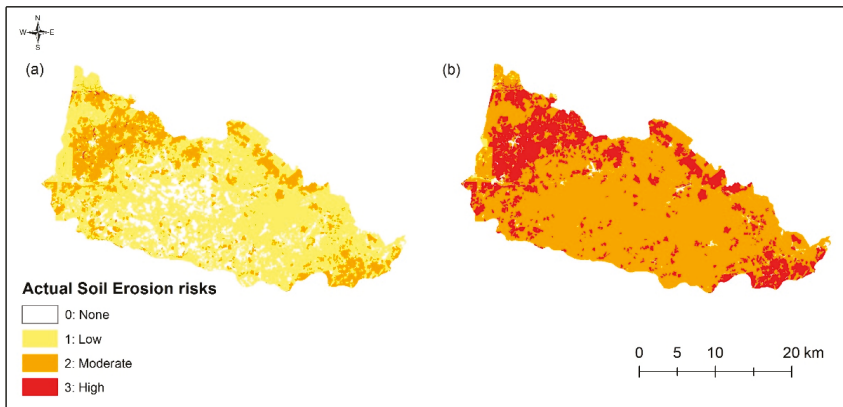 N
W E
S
(a)
(b)
Actual Soil Erosion risks
0: None
1: Low
2: Moderate
3: High
0 5 10 20 km